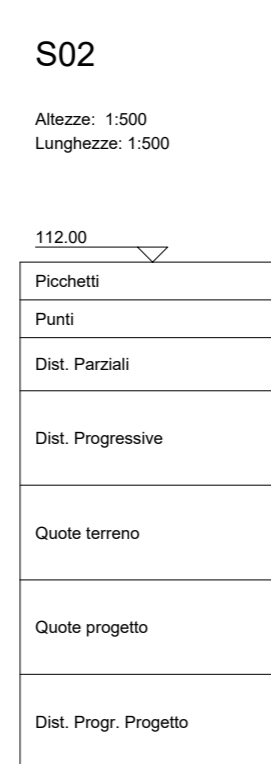 S02
Altezze: 1:500
Lunghezze: 1:500
112.00
Picchetti
Punti
Dist. Parziali
Dist. Progressive
Quote terreno
Quote progetto
Dist. Progr. Progetto